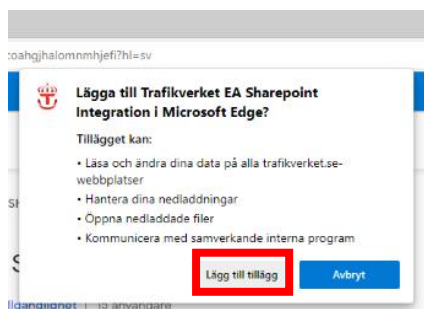 :oahgjhalomnmhjefi?hl=sv
Lägga till Trafikverket EA Sharepoint
Integration i Microsoft Edge?
Tillägget kan:
• Läsa och ändra dina data på alla trafikverket.se-
webbplatser
• Hantera dina nedladdningar
• Öppna nedladdade filer
• Kommunicera med samverkande interna program
Lägg till tillägg
Avbryt